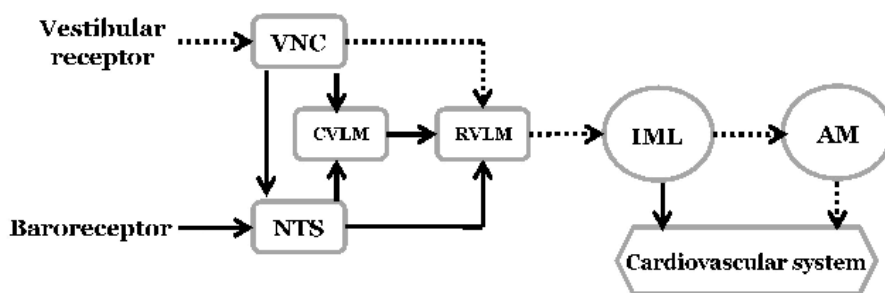 Vestibular
receptor
VNC
CVLM
RVLM
IML
AM
Baroreceptor
NTS
Cardiovascular system